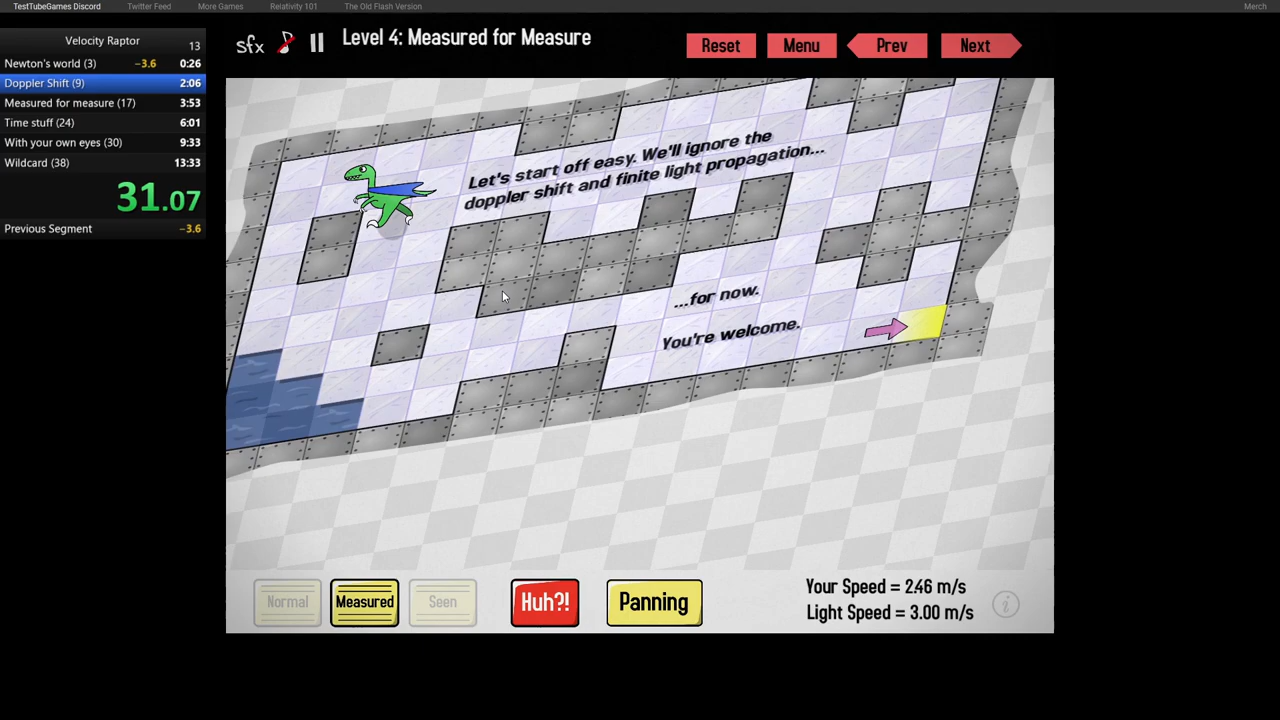 TestTubeGames Discord
Twitter Feed
More Games
Relativity 101
The Old Flash Version
Merch
Velocity Raptor
13
Newton's world (3) -3.6 0:26
Doppler Shift (9) 2:06
Measured for measure (17) 3:53
Time stuff (24) 6:01
With your own eyes (30) 9:33
Wildcard (38) 13:33
31.07
Previous Segment -3.6
sfx
Level 4: Measured for Measure
Reset
Menu
Prev
Next
Let's start off easy. We'll ignore the
doppler shift and finite light propagation...
...for now.
You're welcome.
Normal
Measured
Seen
Huh?!
Panning
Your Speed = 2.46 m/s
Light Speed = 3.00 m/s
i